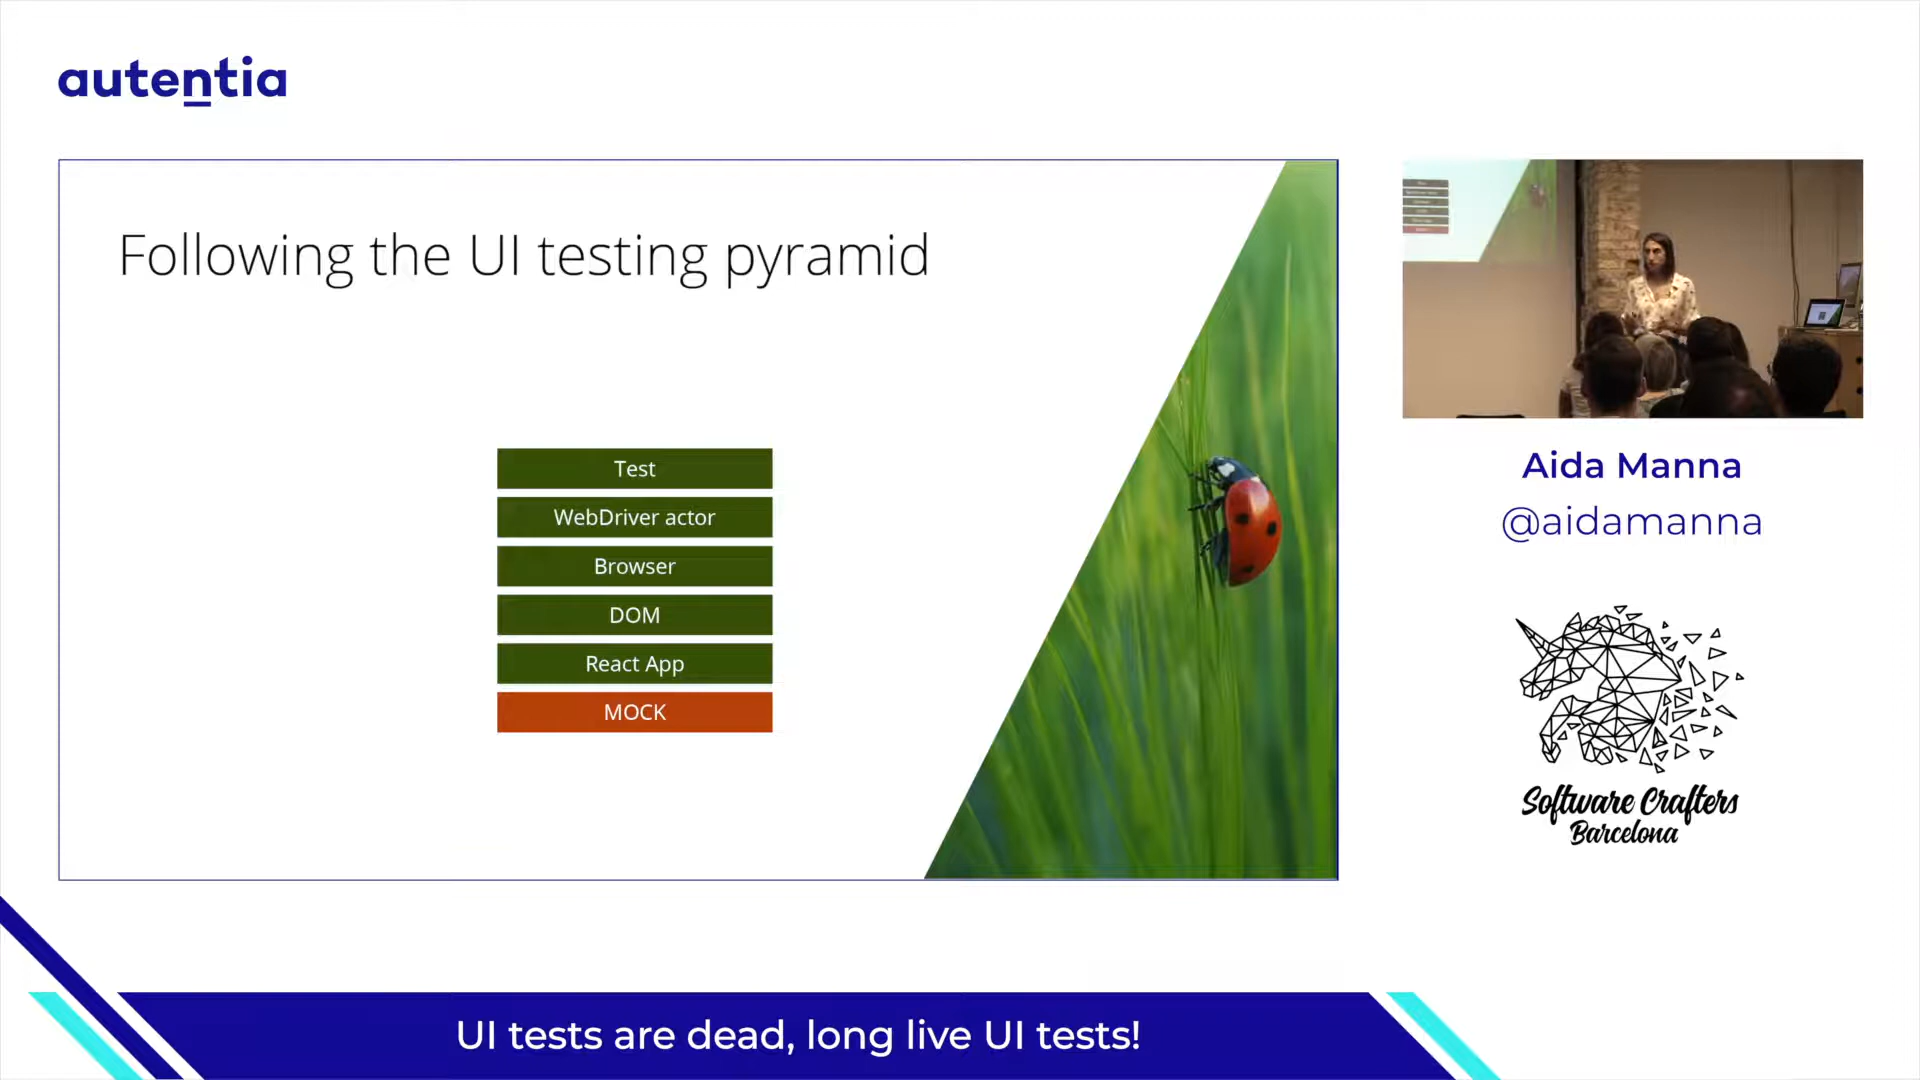 autentia
Following the UI testing pyramid
Test
WebDriver actor
Browser
DOM
React App
MOCK
Aida Manna
@aidamanna
Software Crafters
Barcelona
UI tests are dead, long live UI tests!